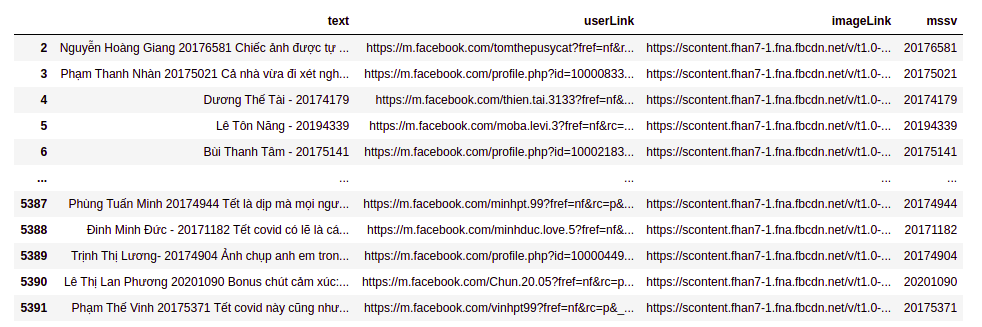 text userLink imageLink mssv
2 Nguyễn Hoàng Giang 20176581 Chiếc ảnh được tự ... https://m.facebook.com/tomthepusycat?fref=nf&r... https://scontent.fhan7-1.fna.fbcdn.net/v/t1.0-... 20176581
3 Phạm Thanh Nhàn 20175021 Cả nhà vừa đi xét ngh... https://m.facebook.com/profile.php?id=10000833... https://scontent.fhan7-1.fna.fbcdn.net/v/t1.0-... 20175021
4 Dương Thế Tài - 20174179 https://m.facebook.com/thien.tai.3133?fref=nf&... https://scontent.fhan7-1.fna.fbcdn.net/v/t1.0-... 20174179
5 Lê Tôn Năng - 20194339 https://m.facebook.com/moba.levi.3?fref=nf&rc=... https://scontent.fhan7-1.fna.fbcdn.net/v/t1.0-... 20194339
6 Bùi Thanh Tâm - 20175141 https://m.facebook.com/profile.php?id=10002183... https://scontent.fhan7-1.fna.fbcdn.net/v/t1.0-... 20175141
... ... ... ... ...
5387 Phùng Tuấn Minh 20174944 Tết là dịp mà mọi ngư... https://m.facebook.com/minhpt.99?fref=nf&rc=p&... https://scontent.fhan7-1.fna.fbcdn.net/v/t1.0-... 20174944
5388 Đinh Minh Đức - 20171182 Tết covid có lẽ là cá... https://m.facebook.com/minhduc.love.5?fref=nf&... https://scontent.fhan7-1.fna.fbcdn.net/v/t1.0-... 20171182
5389 Trịnh Thị Lương- 20174904 Ảnh chụp anh em tron... https://m.facebook.com/profile.php?id=10000449... https://scontent.fhan7-1.fna.fbcdn.net/v/t1.0-... 20174904
5390 Lê Thị Lan Phương 20201090 Bonus chút cảm xúc:... https://m.facebook.com/Chun.20.05?fref=nf&rc=p... https://scontent.fhan7-1.fna.fbcdn.net/v/t1.0-... 20201090
5391 Phạm Thế Vinh 20175371 Tết covid này cũng như... https://m.facebook.com/vinhpt99?fref=nf&rc=p&_... https://scontent.fhan7-1.fna.fbcdn.net/v/t1.0-... 20175371